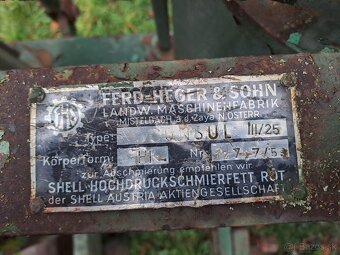 FERD. HEGER & SOHN
LANDW. MASCHINENFABRIK
MISTELBACH a.d. Zaya N.ÖSTERR.
Type: KONSUL III/25
Körperform: Nr.
zur Abschmierung empfehlen wir
SHELL-HOCHDRUCKSCHMIERFETT ROT
der SHELL AUSTRIA AKTIENGESELLSCHAFT